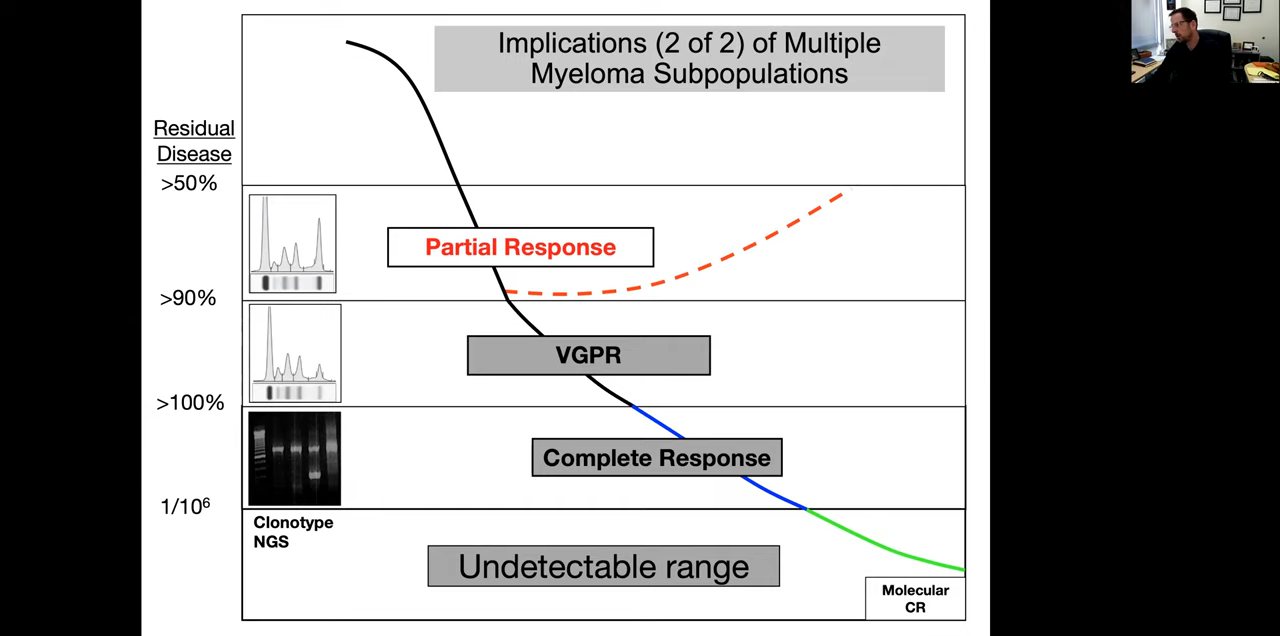 Implications (2 of 2) of Multiple
Myeloma Subpopulations
Residual
Disease
>50%
Partial Response
>90%
VGPR
>100%
Complete Response
1/10⁶
Clonotype
NGS
Undetectable range
Molecular
CR